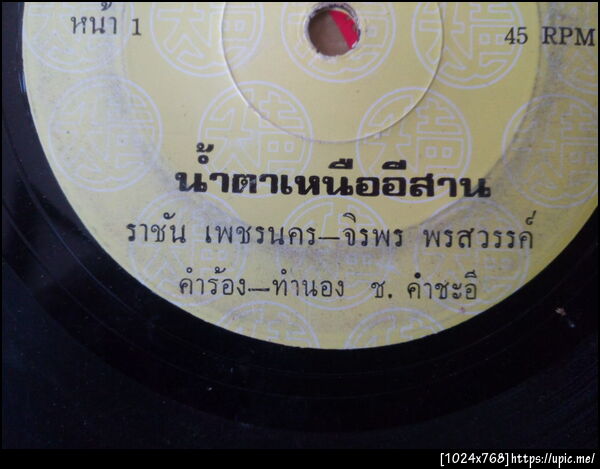 หน้า 1
45 RPM
น้ำตาเหนืออีสาน
ราชัน เพชรนคร—จิรพร พรสวรรค์
คำร้อง—ทำนอง ช. คำชะอี
[1024x768]https://upic.me/